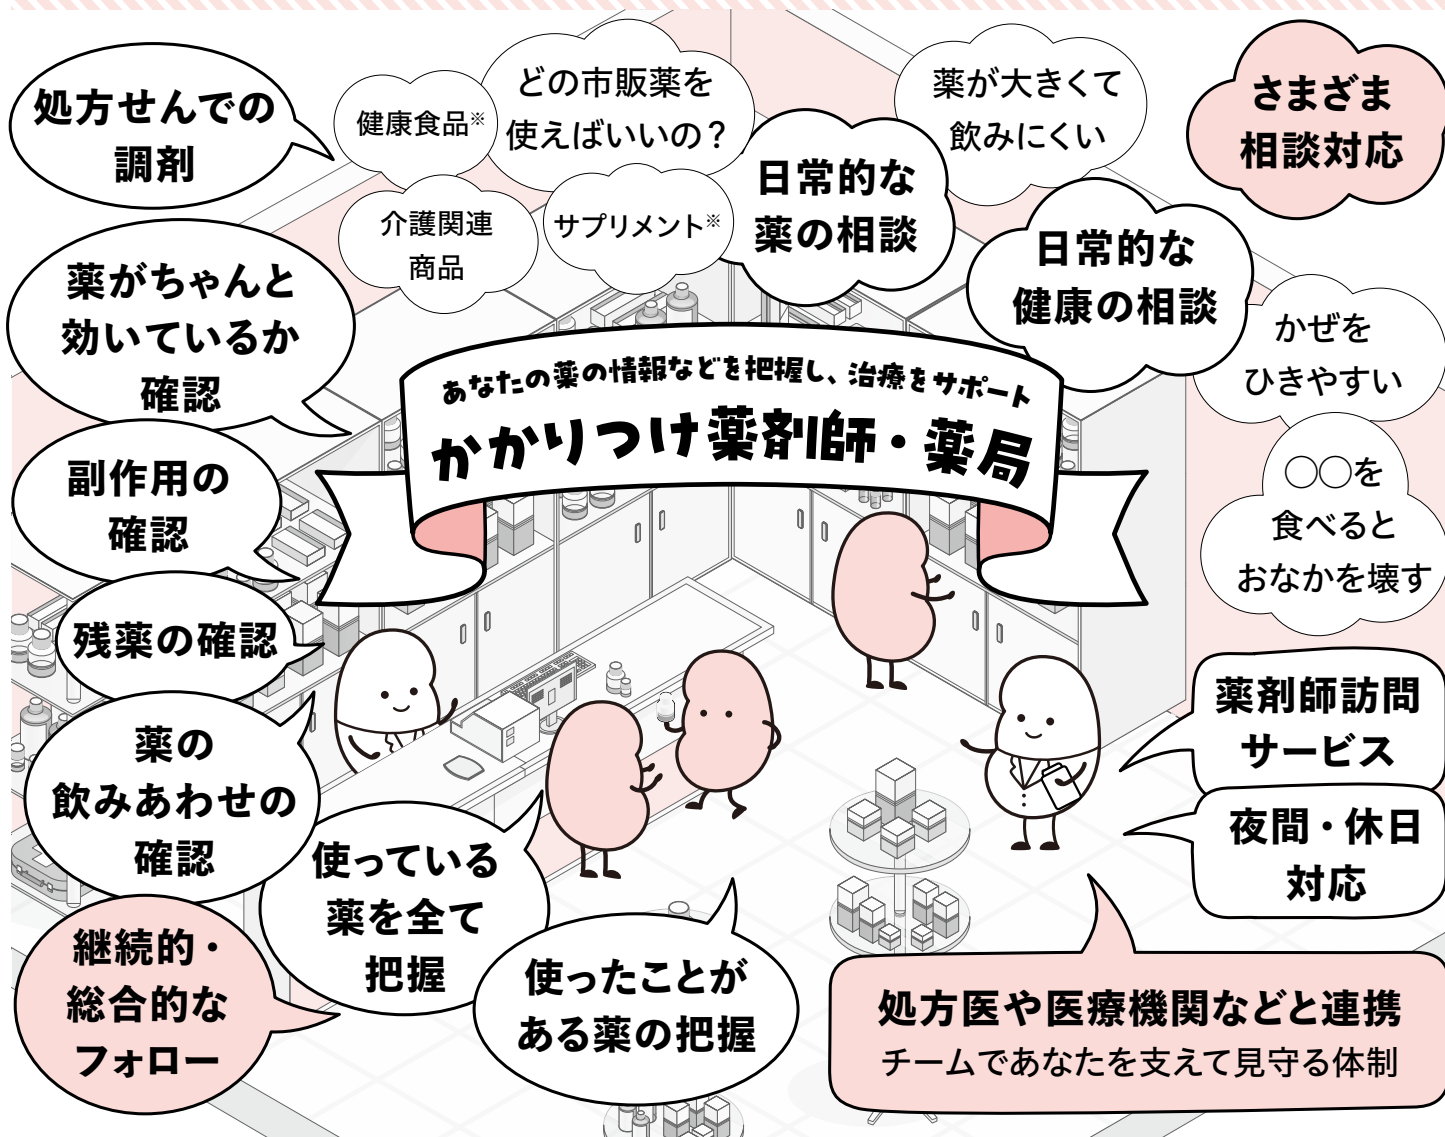 処方せんでの
調剤
健康食品※
どの市販薬を
使えばいいの？
薬が大きくて
飲みにくい
さまざま
相談対応
介護関連
商品
サプリメント※
日常的な
薬の相談
日常的な
健康の相談
薬がちゃんと
効いているか
確認
かぜを
ひきやすい
あなたの薬の情報などを把握し、治療をサポート
かかりつけ薬剤師・薬局
副作用の
確認
○○を
食べると
おなかを壊す
残薬の確認
薬の
飲みあわせの
確認
薬剤師訪問
サービス
夜間・休日
対応
使っている
薬を全て
把握
継続的・
総合的な
フォロー
使ったことが
ある薬の把握
処方医や医療機関などと連携
チームであなたを支えて見守る体制